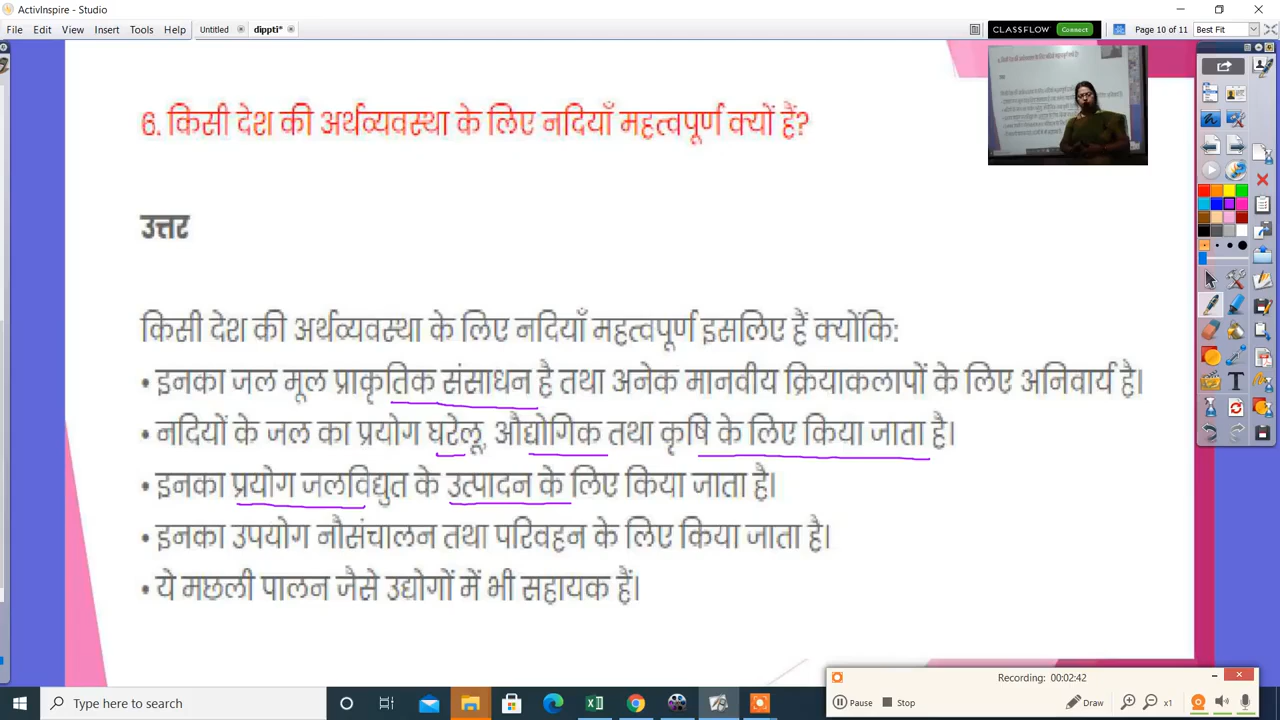 ActivInspire - Studio
File Edit View Insert Tools Help Untitled dippti* CLASSFLOW Connect Page 10 of 11 Best Fit
6. किसी देश की अर्थव्यवस्था के लिए नदियाँ महत्वपूर्ण क्यों हैं?
उत्तर
किसी देश की अर्थव्यवस्था के लिए नदियाँ महत्वपूर्ण इसलिए हैं क्योंकि:
• इनका जल मूल प्राकृतिक संसाधन है तथा अनेक मानवीय क्रियाकलापों के लिए अनिवार्य है।
• नदियों के जल का प्रयोग घरेलू, औद्योगिक तथा कृषि के लिए किया जाता है।
• इनका प्रयोग जलविद्युत के उत्पादन के लिए किया जाता है।
• इनका उपयोग नौसंचालन तथा परिवहन के लिए किया जाता है।
• ये मछली पालन जैसे उद्योगों में भी सहायक हैं।
Recording: 00:02:42
Pause Stop Draw x1
Type here to search